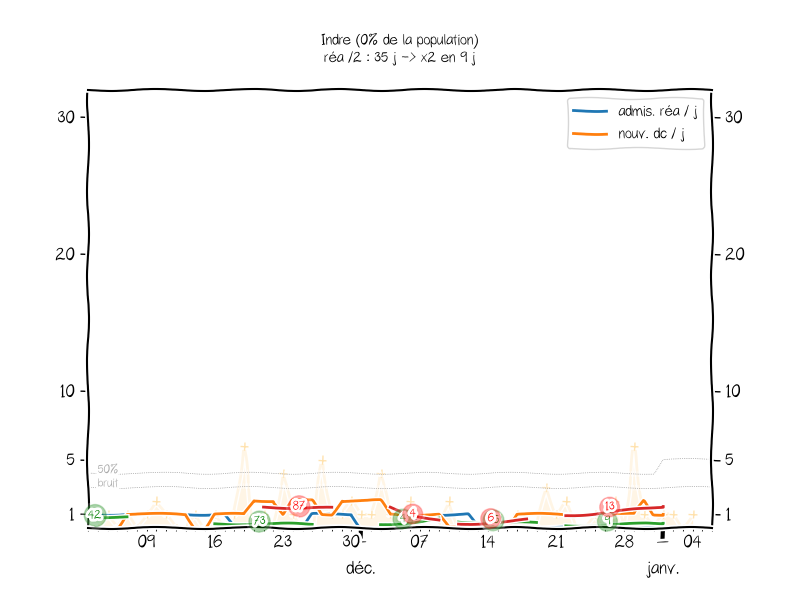 Indre (0% de la population)
réa /2 : 35 j -> x2 en 9 j
admis. réa / j
nouv. dc / j
30 30
20 20
10 10
5 5
1 1
50%
bruit
42 73 87 4 13 9
09 16 23 30 07 14 28 04
21
déc. janv.